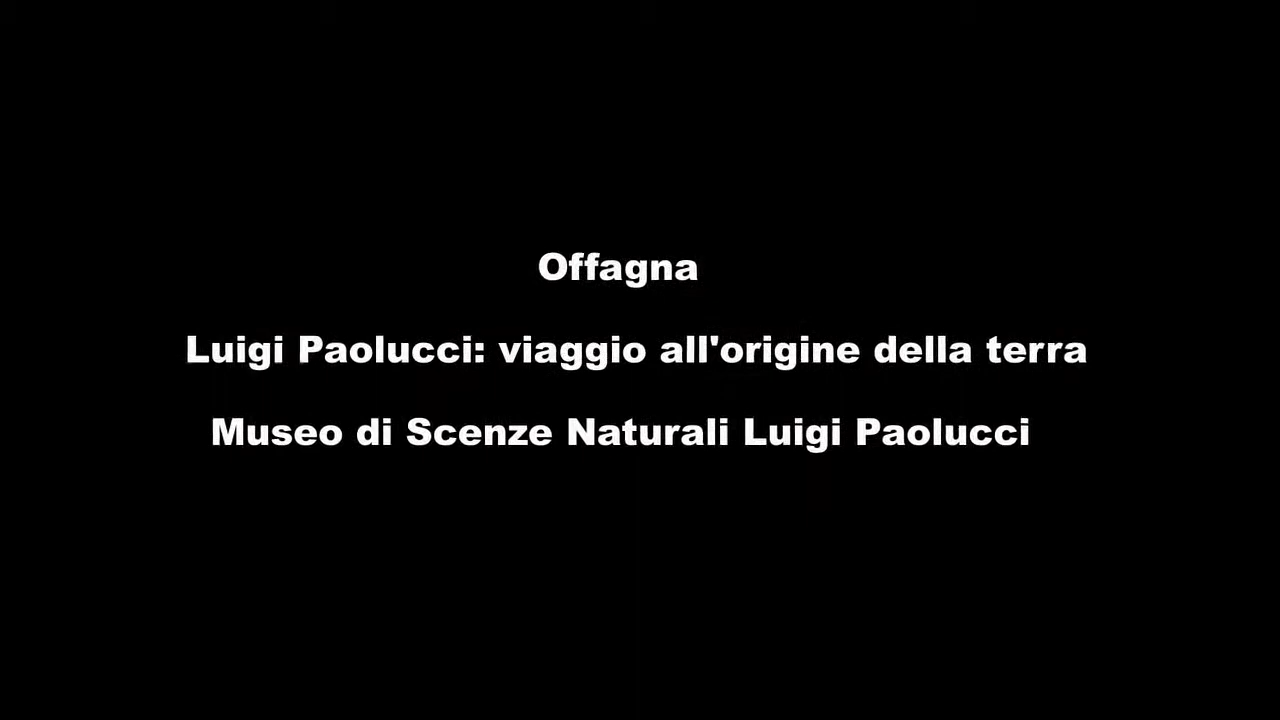 Offagna
Luigi Paolucci: viaggio all'origine della terra
Museo di Scenze Naturali Luigi Paolucci